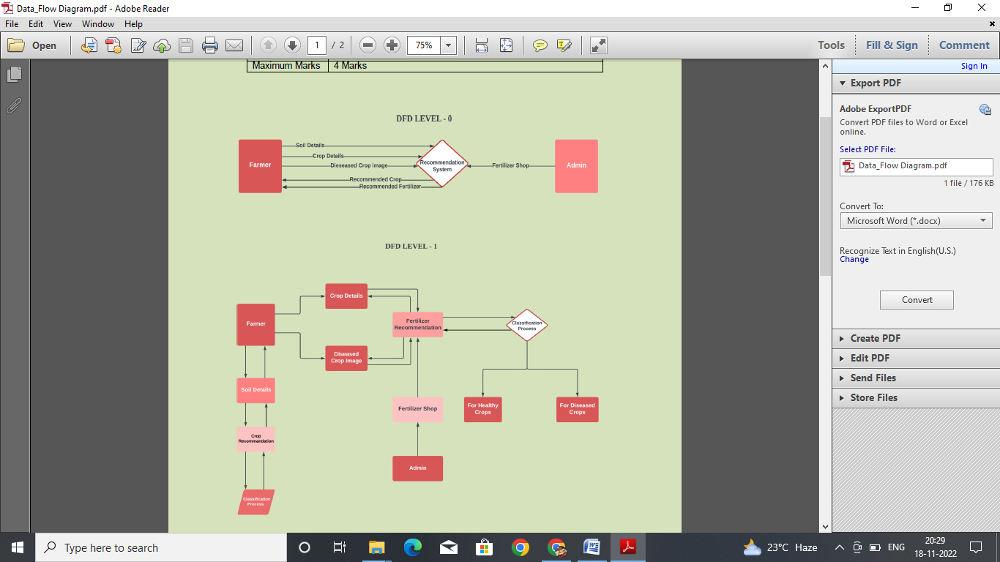 Data_Flow Diagram.pdf - Adobe Reader
File Edit View Window Help
Open 1 / 2 75% Tools Fill & Sign Comment
Maximum Marks 4 Marks
DFD LEVEL - 0
Farmer
Soil Details
Crop Details
Dieseased Crop image
Recommended Crop
Recommended Fertilizer
Recommendation
System
Fertilizer Shop
Admin
DFD LEVEL - 1
Farmer
Crop Details
Diseased
Crop Image
Fertilizer
Recommendation
Classification
Process
Soil Details
Crop
Recommandation
Classification
Process
Fertilizer Shop
Admin
For Healthy
Crops
For Diseased
Crops
Sign In
Export PDF
Adobe ExportPDF
Convert PDF files to Word or Excel
online.
Select PDF File:
Data_Flow Diagram.pdf
1 file / 176 KB
Convert To:
Microsoft Word (*.docx)
Recognize Text in English(U.S.)
Change
Convert
Create PDF
Edit PDF
Send Files
Store Files
Type here to search
23°C Haze
ENG
20:29
18-11-2022